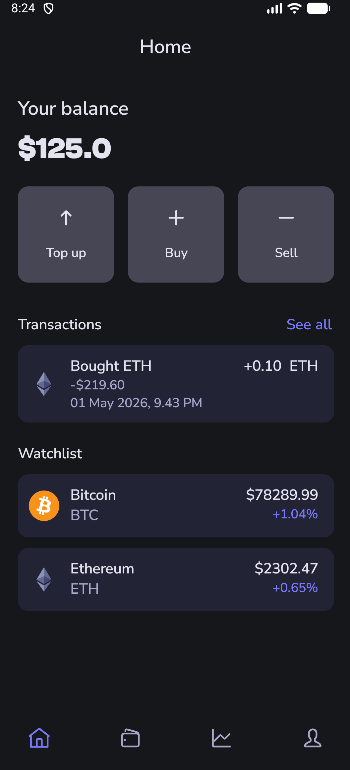 8:24
Home
Your balance
$125.0
Top up
Buy
Sell
Transactions
See all
Bought ETH
+0.10 ETH
-$219.60
01 May 2026, 9.43 PM
Watchlist
Bitcoin
$78289.99
BTC
+1.04%
Ethereum
$2302.47
ETH
+0.65%